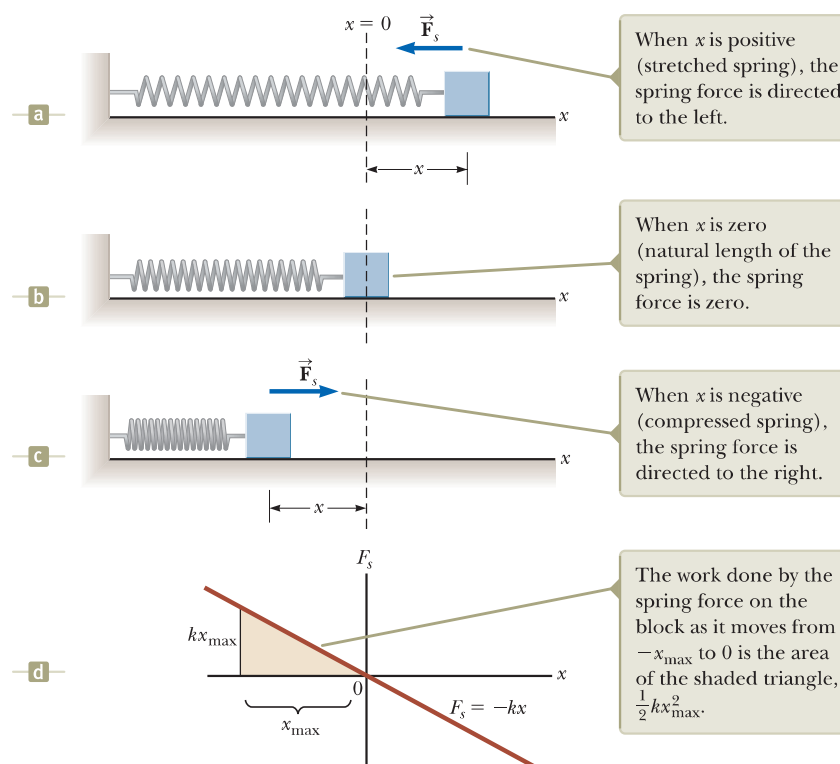 x = 0
F⃗s
When x is positive
(stretched spring), the
spring force is directed
to the left.
a
x
x
When x is zero
(natural length of the
spring), the spring
force is zero.
b
x
F⃗s
When x is negative
(compressed spring),
the spring force is
directed to the right.
c
x
x
Fs
The work done by the
spring force on the
block as it moves from
−xmax to 0 is the area
of the shaded triangle,
½kx²max.
kxmax
d
x
0
Fs = −kx
xmax